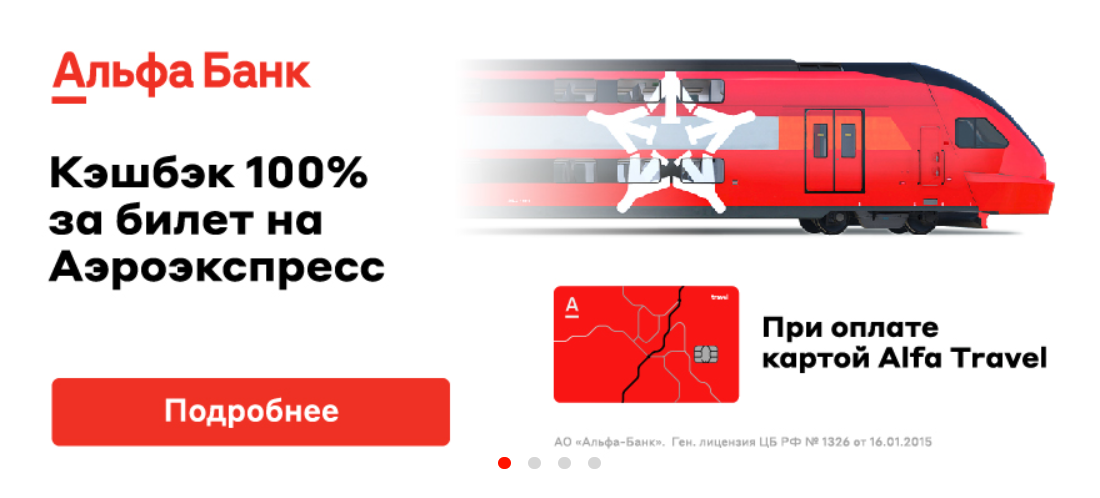 Альфа Банк
Кэшбэк 100%
за билет на
Аэроэкспресс
Подробнее
А
travel
При оплате
картой Alfa Travel
АО «Альфа-Банк». Ген. лицензия ЦБ РФ № 1326 от 16.01.2015